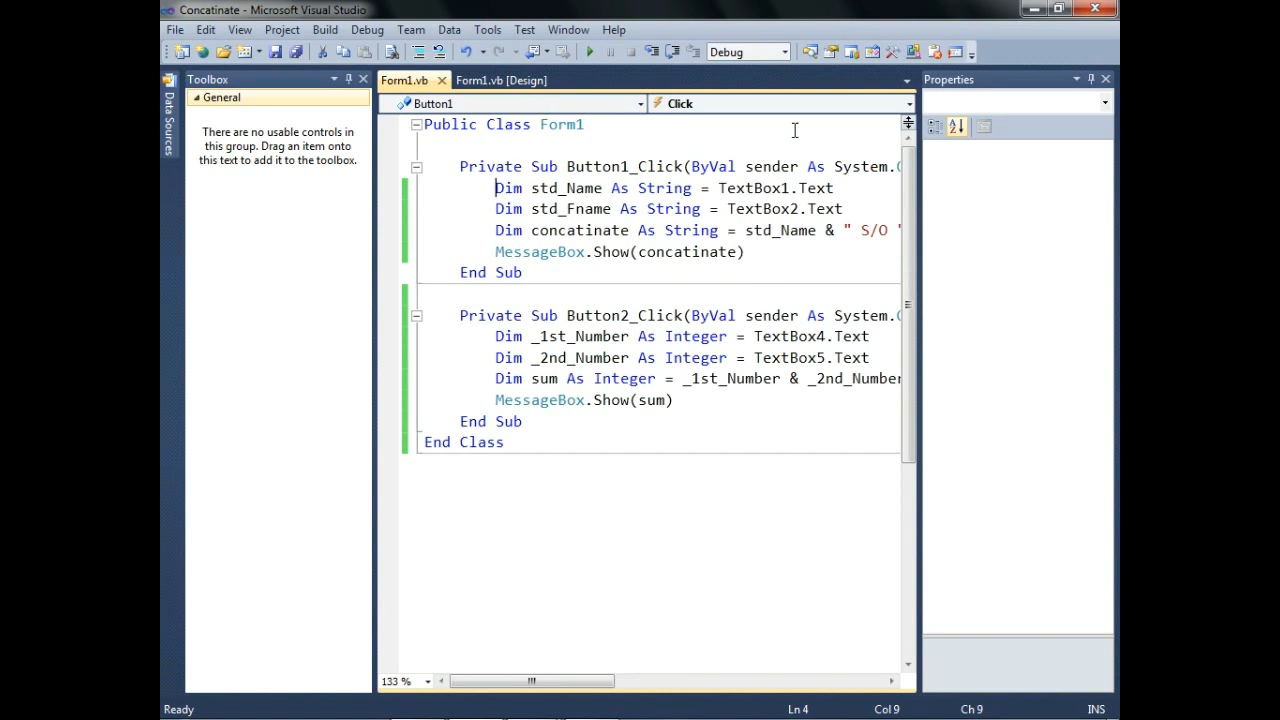 Concatinate - Microsoft Visual Studio
File Edit View Project Build Debug Team Data Tools Test Window Help
Debug
Data Sources
Toolbox
General
There are no usable controls in
this group. Drag an item onto
this text to add it to the toolbox.
Form1.vb Form1.vb [Design]
Button1 Click
Public Class Form1
Private Sub Button1_Click(ByVal sender As System.
Dim std_Name As String = TextBox1.Text
Dim std_Fname As String = TextBox2.Text
Dim concatinate As String = std_Name & " S/O "
MessageBox.Show(concatinate)
End Sub
Private Sub Button2_Click(ByVal sender As System.
Dim _1st_Number As Integer = TextBox4.Text
Dim _2nd_Number As Integer = TextBox5.Text
Dim sum As Integer = _1st_Number & _2nd_Number
MessageBox.Show(sum)
End Sub
End Class
133 %
Properties
Ready Ln 4 Col 9 Ch 9 INS